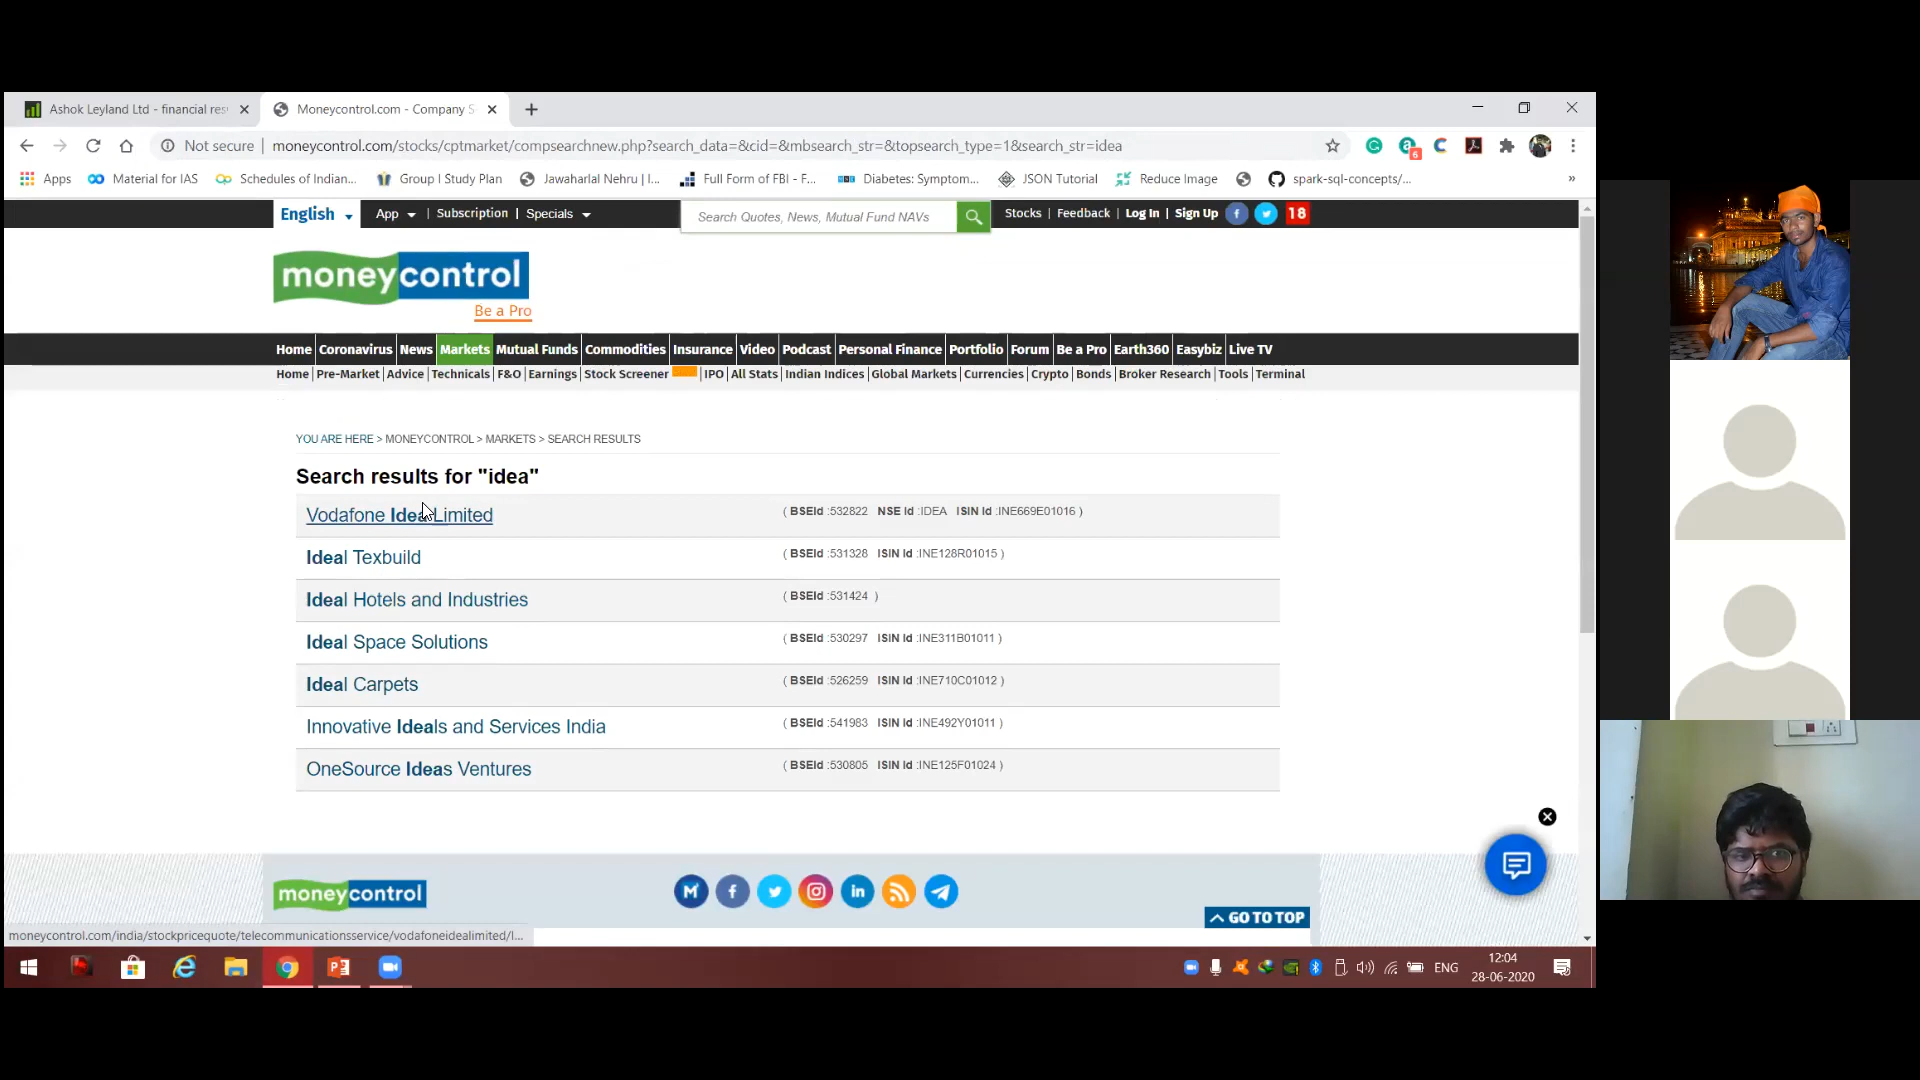 Ashok Leyland Ltd - financial res
Moneycontrol.com - Company S
Not secure | moneycontrol.com/stocks/cptmarket/compsearchnew.php?search_data=&cid=&mbsearch_str=&topsearch_type=1&search_str=idea
6
Apps
Material for IAS
Schedules of Indian...
Group I Study Plan
Jawaharlal Nehru | I...
Full Form of FBI - F...
Diabetes: Symptom...
JSON Tutorial
Reduce Image
spark-sql-concepts/...
»
English
App | Subscription | Specials
Search Quotes, News, Mutual Fund NAVs
Stocks | Feedback | Log In | Sign Up
18
moneycontrol
Be a Pro
Home | Coronavirus | News | Markets | Mutual Funds | Commodities | Insurance | Video | Podcast | Personal Finance | Portfolio | Forum | Be a Pro | Earth360 | Easybiz | Live TV
Home | Pre-Market | Advice | Technicals | F&O | Earnings | Stock Screener | IPO | All Stats | Indian Indices | Global Markets | Currencies | Crypto | Bonds | Broker Research | Tools | Terminal
YOU ARE HERE > MONEYCONTROL > MARKETS > SEARCH RESULTS
Search results for "idea"
Vodafone Idea Limited ( BSEId :532822 NSE Id :IDEA ISIN Id :INE669E01016 )
Ideal Texbuild ( BSEId :531328 ISIN Id :INE128R01015 )
Ideal Hotels and Industries ( BSEId :531424 )
Ideal Space Solutions ( BSEId :530297 ISIN Id :INE311B01011 )
Ideal Carpets ( BSEId :526259 ISIN Id :INE710C01012 )
Innovative Ideals and Services India ( BSEId :541983 ISIN Id :INE492Y01011 )
OneSource Ideas Ventures ( BSEId :530805 ISIN Id :INE125F01024 )
moneycontrol
GO TO TOP
moneycontrol.com/india/stockpricequote/telecommunicationsservice/vodafoneidealimited/I...
ENG
12:04
28-06-2020